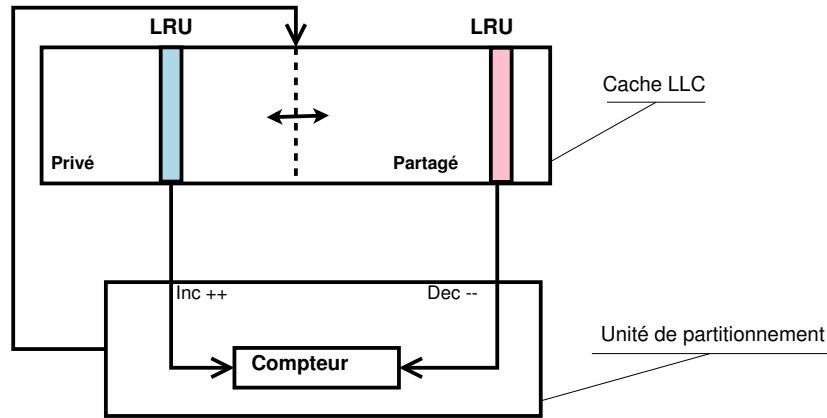 LRU
LRU
Cache LLC
Privé
Partagé
Inc ++
Dec --
Unité de partitionnement
Compteur